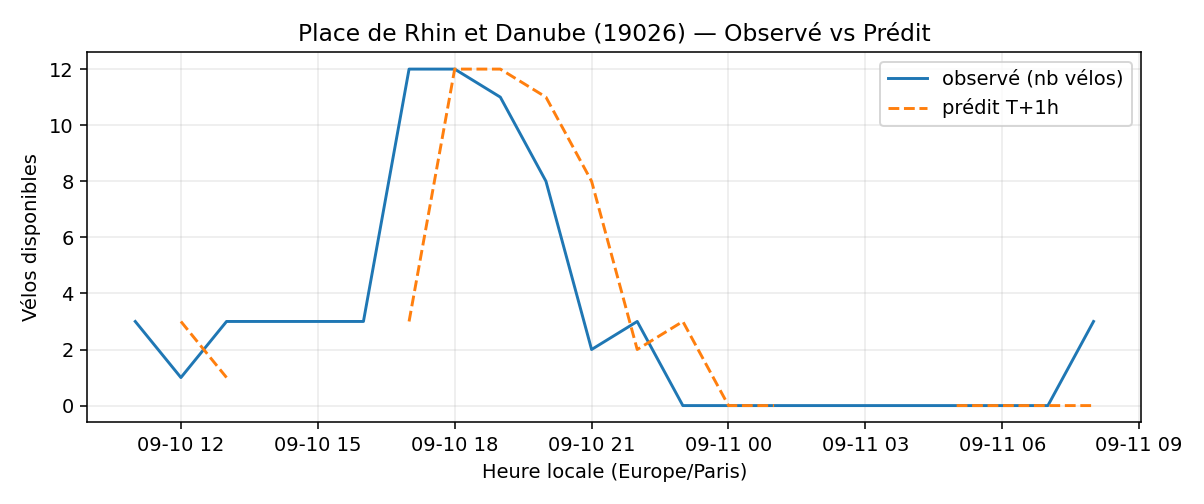 Place de Rhin et Danube (19026) — Observé vs Prédit
observé (nb vélos)
prédit T+1h
Vélos disponibles
12
10
8
6
4
2
0
09-10 12 09-10 15 09-10 18 09-10 21 09-11 00 09-11 03 09-11 06 09-11 09
Heure locale (Europe/Paris)